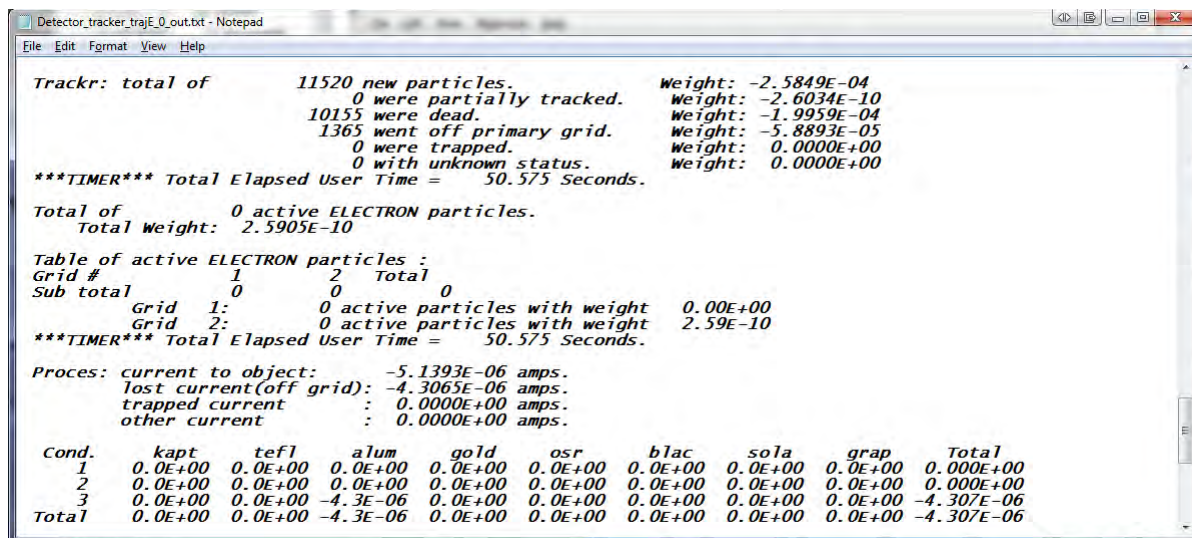 Detector_tracker_trajE_0_out.txt - Notepad
File Edit Format View Help
Trackr: total of 11520 new particles. Weight: -2.5849E-04
0 were partially tracked. Weight: -2.6034E-10
10155 were dead. Weight: -1.9959E-04
1365 went off primary grid. Weight: -5.8893E-05
0 were trapped. Weight: 0.0000E+00
0 with unknown status. Weight: 0.0000E+00
***TIMER*** Total Elapsed User Time = 50.575 Seconds.
Total of 0 active ELECTRON particles.
Total Weight: 2.5905E-10
Table of active ELECTRON particles :
Grid # 1 2 Total
Sub total 0 0 0
Grid 1: 0 active particles with weight 0.00E+00
Grid 2: 0 active particles with weight 2.59E-10
***TIMER*** Total Elapsed User Time = 50.575 Seconds.
Proces: current to object: -5.1393E-06 amps.
lost current(off grid): -4.3065E-06 amps.
trapped current : 0.0000E+00 amps.
other current : 0.0000E+00 amps.
Cond. kapt tefl alum gold osr blac sola grap Total
1 0.0E+00 0.0E+00 0.0E+00 0.0E+00 0.0E+00 0.0E+00 0.0E+00 0.0E+00 0.000E+00
2 0.0E+00 0.0E+00 0.0E+00 0.0E+00 0.0E+00 0.0E+00 0.0E+00 0.0E+00 0.000E+00
3 0.0E+00 0.0E+00 -4.3E-06 0.0E+00 0.0E+00 0.0E+00 0.0E+00 0.0E+00 -4.307E-06
Total 0.0E+00 0.0E+00 -4.3E-06 0.0E+00 0.0E+00 0.0E+00 0.0E+00 0.0E+00 -4.307E-06